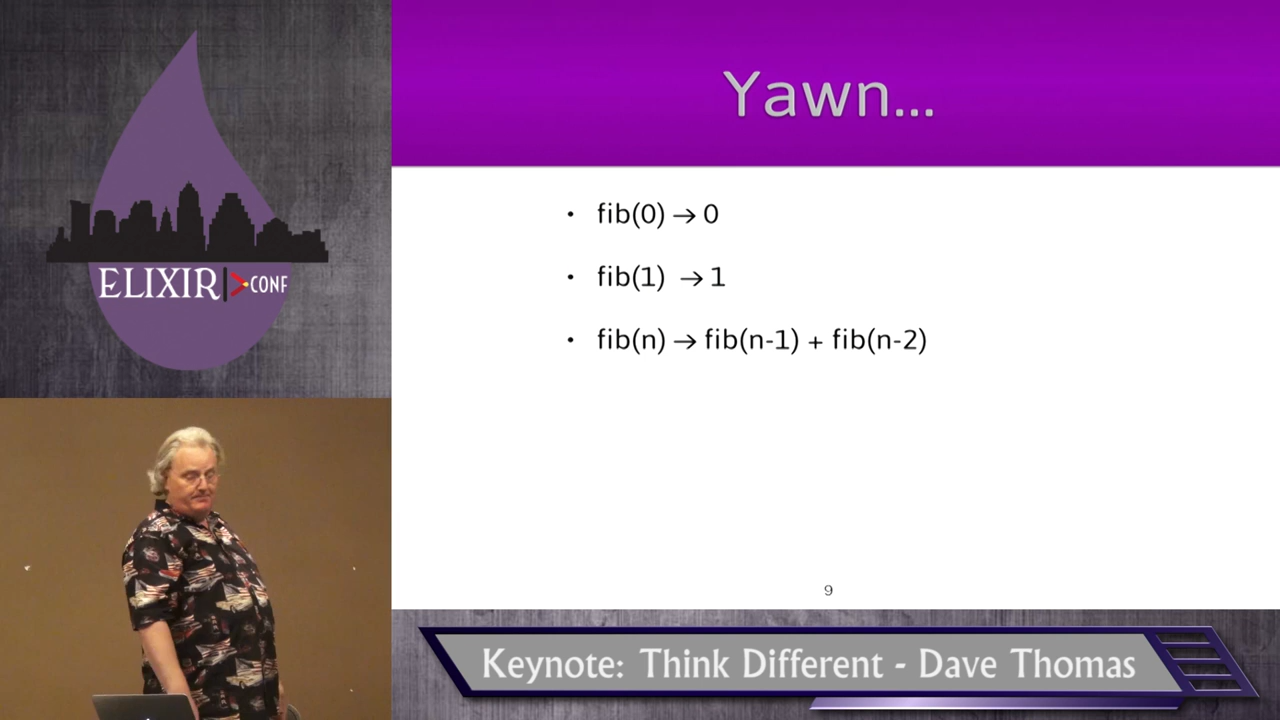 Yawn...
• fib(0) → 0
• fib(1) → 1
• fib(n) → fib(n-1) + fib(n-2)
9
ELIXIR|>CONF
Keynote: Think Different - Dave Thomas